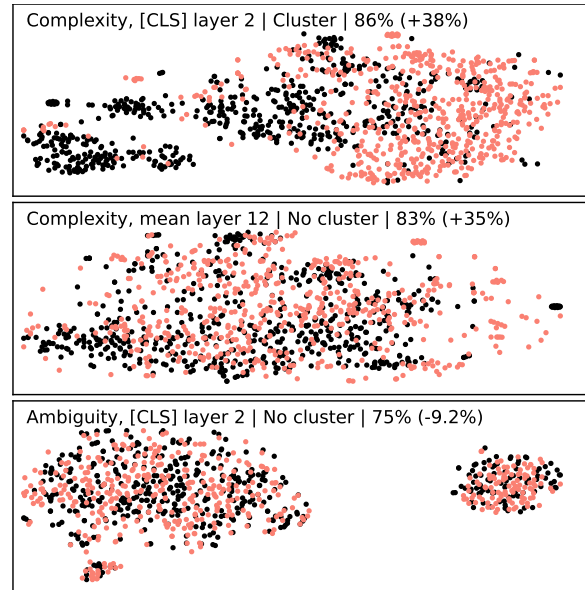 Complexity, [CLS] layer 2 | Cluster | 86% (+38%)
Complexity, mean layer 12 | No cluster | 83% (+35%)
Ambiguity, [CLS] layer 2 | No cluster | 75% (-9.2%)